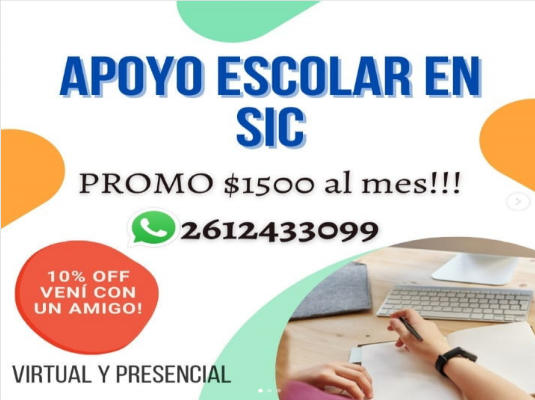 APOYO ESCOLAR EN
SIC
PROMO $1500 al mes!!!
2612433099
10% OFF
VENÍ CON
UN AMIGO!
VIRTUAL Y PRESENCIAL